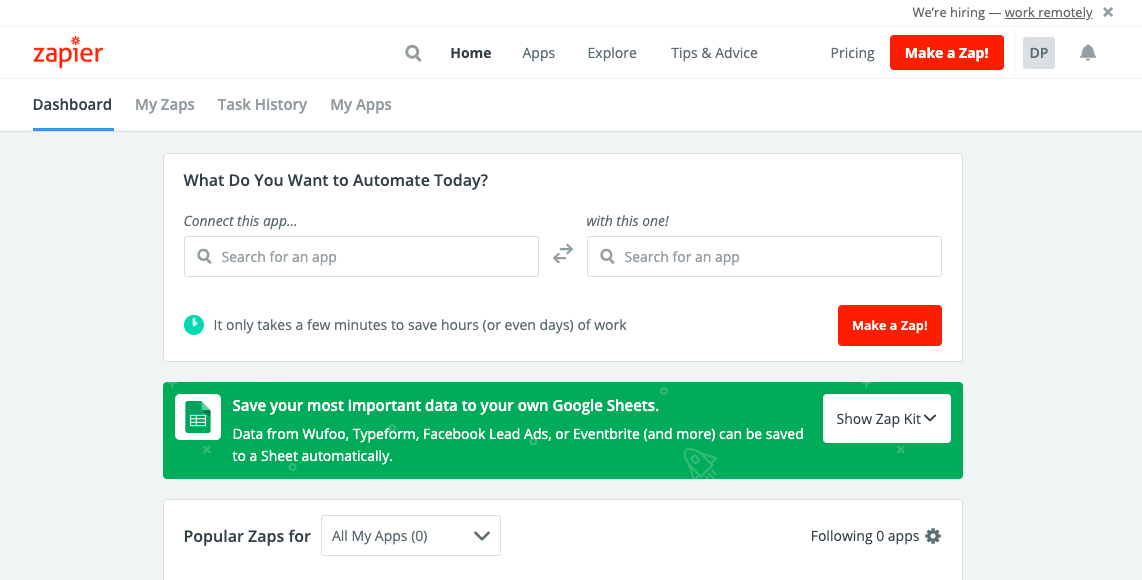 We're hiring — work remotely
zapier Home Apps Explore Tips & Advice Pricing Make a Zap! DP
Dashboard My Zaps Task History My Apps
What Do You Want to Automate Today?
Connect this app... with this one!
Search for an app Search for an app
It only takes a few minutes to save hours (or even days) of work Make a Zap!
Save your most important data to your own Google Sheets.
Show Zap Kit
Data from Wufoo, Typeform, Facebook Lead Ads, or Eventbrite (and more) can be saved
to a Sheet automatically.
Popular Zaps for All My Apps (0) Following 0 apps